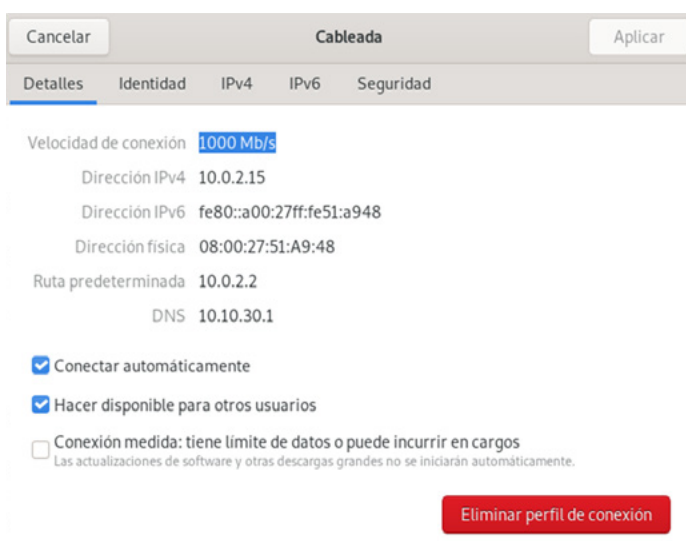 Cancelar Cableada Aplicar
Detalles Identidad IPv4 IPv6 Seguridad
Velocidad de conexión 1000 Mb/s
Dirección IPv4 10.0.2.15
Dirección IPv6 fe80::a00:27ff:fe51:a948
Dirección física 08:00:27:51:A9:48
Ruta predeterminada 10.0.2.2
DNS 10.10.30.1
Conectar automáticamente
Hacer disponible para otros usuarios
Conexión medida: tiene límite de datos o puede incurrir en cargos
Las actualizaciones de software y otras descargas grandes no se iniciarán automáticamente.
Eliminar perfil de conexión